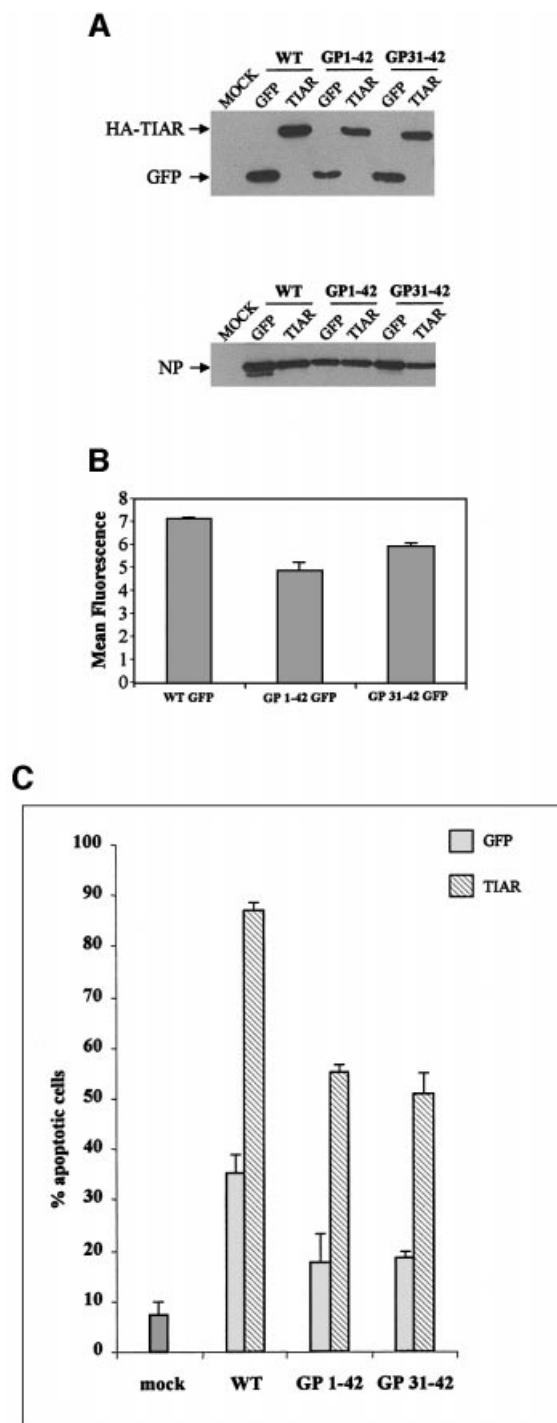 A
WT GP1-42 GP31-42
MOCK GFP TIAR GFP TIAR GFP TIAR
HA-TIAR
GFP
WT GP1-42 GP31-42
MOCK GFP TIAR GFP TIAR GFP TIAR
NP
B
8
7
6
5
4
3
2
1
0
Mean Fluorescence
WT GFP GP 1-42 GFP GP 31-42 GFP
C
GFP
TIAR
100
90
80
70
60
50
40
30
20
10
0
% apoptotic cells
mock WT GP 1-42 GP 31-42